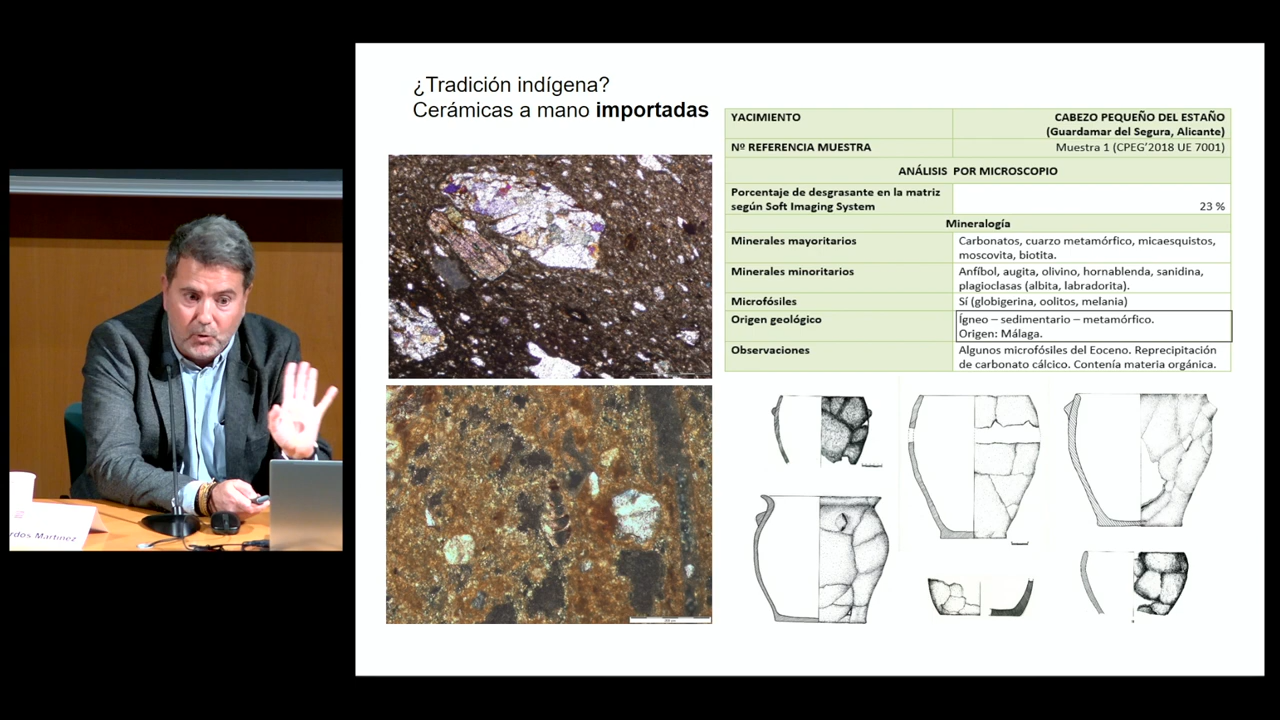 ¿Tradición indígena?
Cerámicas a mano importadas
YACIMIENTO
CABEZO PEQUEÑO DEL ESTAÑO
(Guardamar del Segura, Alicante)
Nº REFERENCIA MUESTRA
Muestra 1 (CPEG’2018 UE 7001)
ANÁLISIS POR MICROSCOPIO
Porcentaje de desgrasante en la matriz
según Soft Imaging System
23 %
Mineralogía
Minerales mayoritarios
Carbonatos, cuarzo metamórfico, micaesquistos,
moscovita, biotita.
Minerales minoritarios
Anfíbol, augita, olivino, hornablenda, sanidina,
plagioclasas (albita, labradorita).
Microfósiles
Sí (globigerina, oolitos, melania)
Origen geológico
Ígneo – sedimentario – metamórfico.
Origen: Málaga.
Observaciones
Algunos microfósiles del Eoceno. Reprecipitación
de carbonato cálcico. Contenía materia orgánica.
rdos Martínez